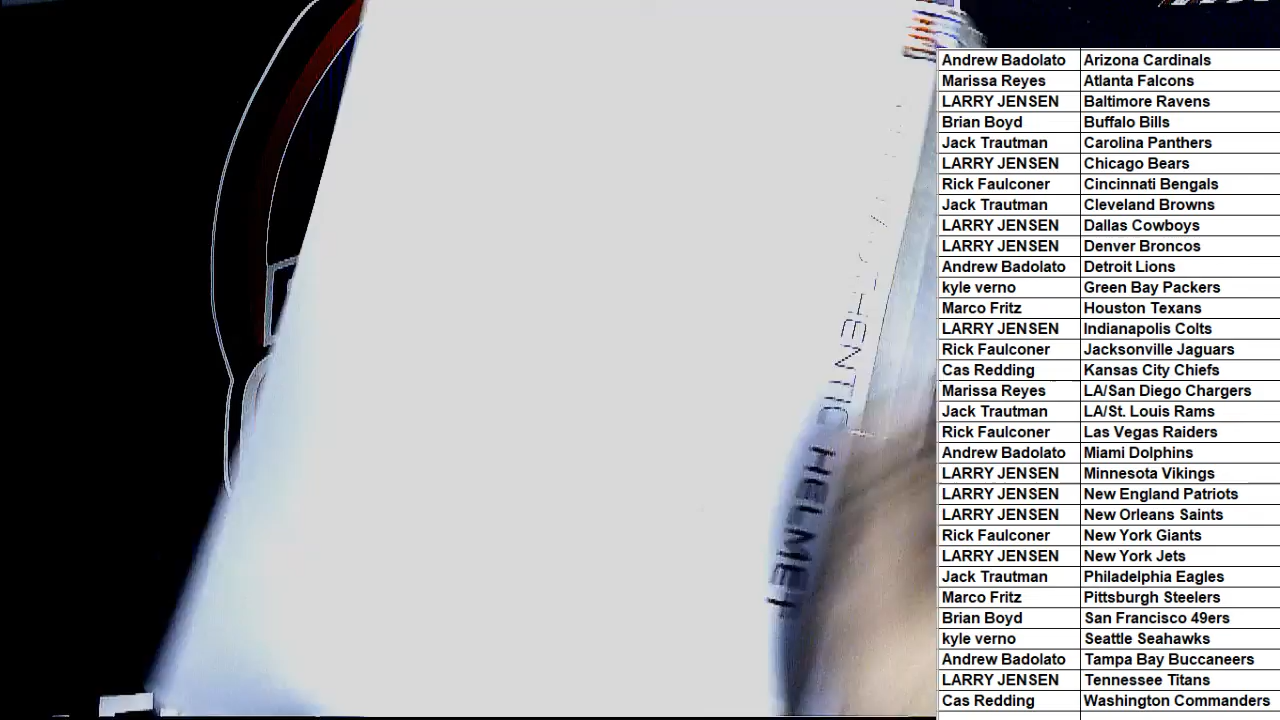 Andrew Badolato Arizona Cardinals
Marissa Reyes Atlanta Falcons
LARRY JENSEN Baltimore Ravens
Brian Boyd Buffalo Bills
Jack Trautman Carolina Panthers
LARRY JENSEN Chicago Bears
Rick Faulconer Cincinnati Bengals
Jack Trautman Cleveland Browns
LARRY JENSEN Dallas Cowboys
LARRY JENSEN Denver Broncos
Andrew Badolato Detroit Lions
kyle verno Green Bay Packers
Marco Fritz Houston Texans
LARRY JENSEN Indianapolis Colts
Rick Faulconer Jacksonville Jaguars
Cas Redding Kansas City Chiefs
Marissa Reyes LA/San Diego Chargers
Jack Trautman LA/St. Louis Rams
Rick Faulconer Las Vegas Raiders
Andrew Badolato Miami Dolphins
LARRY JENSEN Minnesota Vikings
LARRY JENSEN New England Patriots
LARRY JENSEN New Orleans Saints
Rick Faulconer New York Giants
LARRY JENSEN New York Jets
Jack Trautman Philadelphia Eagles
Marco Fritz Pittsburgh Steelers
Brian Boyd San Francisco 49ers
kyle verno Seattle Seahawks
Andrew Badolato Tampa Bay Buccaneers
LARRY JENSEN Tennessee Titans
Cas Redding Washington Commanders
HELMET